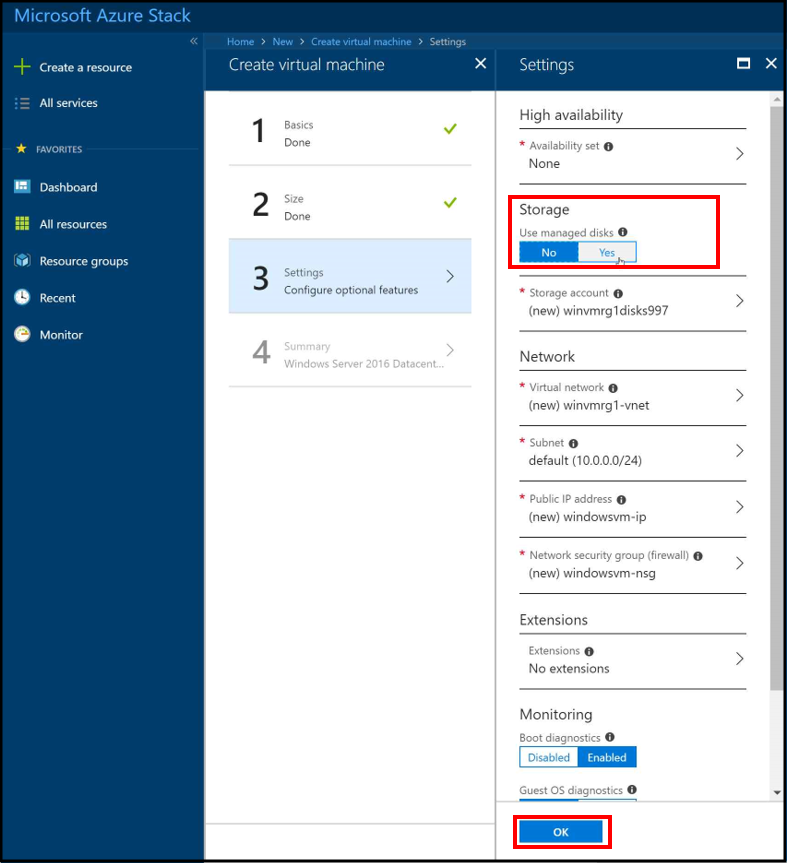 Microsoft Azure Stack
«
Home > New > Create virtual machine > Settings
Create a resource
All services
FAVORITES
Dashboard
All resources
Resource groups
Recent
Monitor
Create virtual machine
1
Basics
Done
2
Size
Done
3
Settings
Configure optional features
4
Summary
Windows Server 2016 Datacent...
Settings
High availability
* Availability set
None
Storage
Use managed disks
No Yes
* Storage account
(new) winvmrg1disks997
Network
* Virtual network
(new) winvmrg1-vnet
* Subnet
default (10.0.0.0/24)
* Public IP address
(new) windowsvm-ip
* Network security group (firewall)
(new) windowsvm-nsg
Extensions
Extensions
No extensions
Monitoring
Boot diagnostics
Disabled Enabled
Guest OS diagnostics
OK